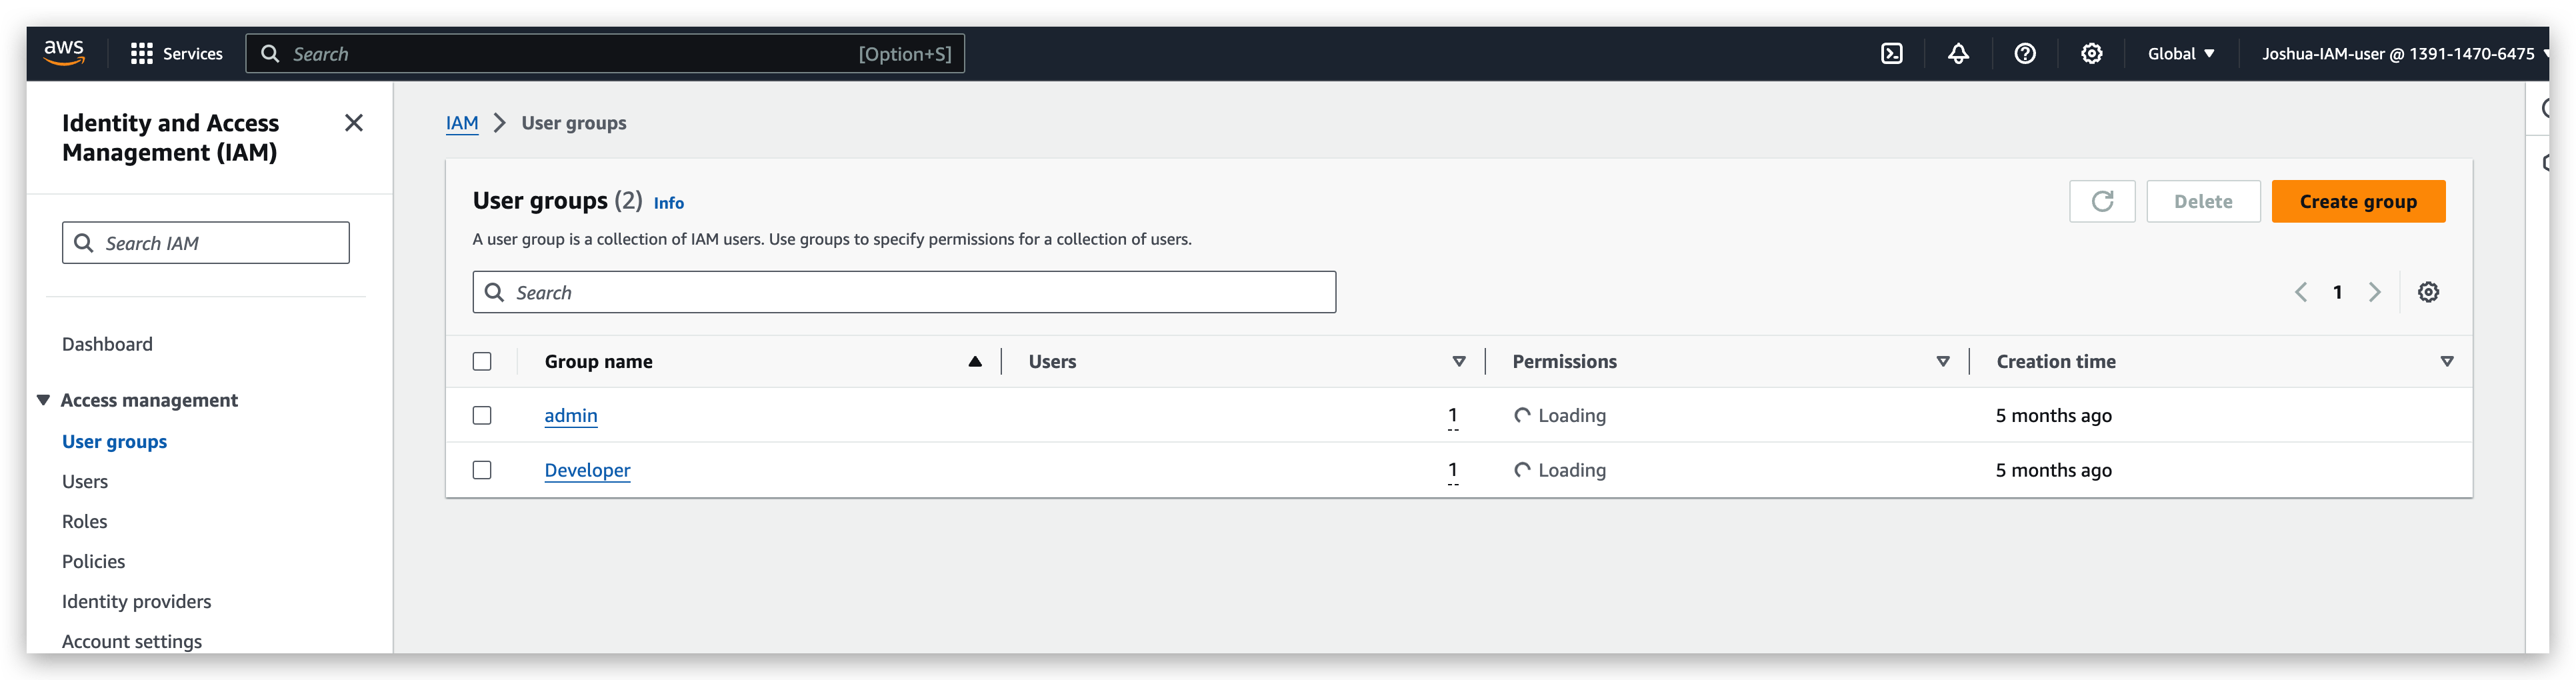 aws
Services
Search
[Option+S]
Global
Joshua-IAM-user @ 1391-1470-6475
Identity and Access
Management (IAM)
Search IAM
Dashboard
Access management
User groups
Users
Roles
Policies
Identity providers
Account settings
IAM > User groups
User groups (2) Info
Delete
Create group
A user group is a collection of IAM users. Use groups to specify permissions for a collection of users.
Search
1
Group name Users Permissions Creation time
admin 1 Loading 5 months ago
Developer 1 Loading 5 months ago